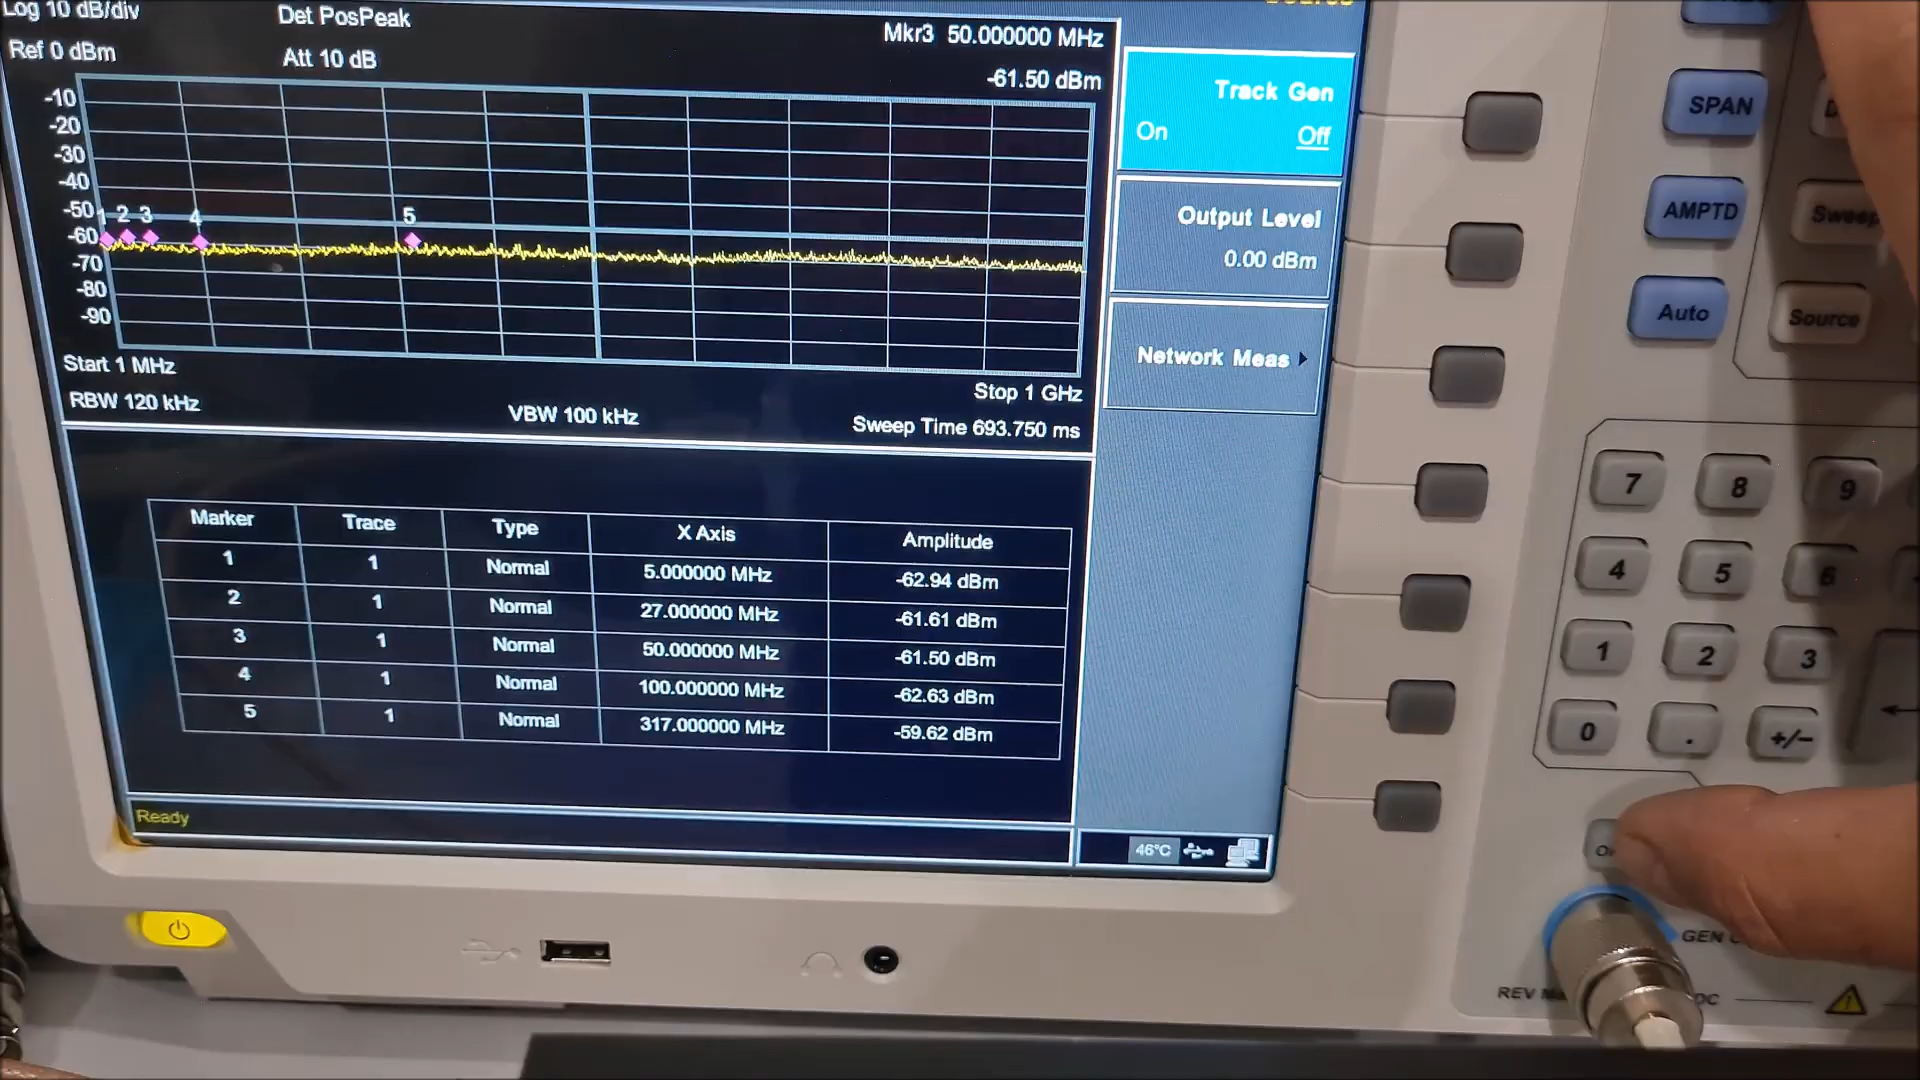 Log 10 dB/div
Det PosPeak
Mkr3 50.000000 MHz
Ref 0 dBm
Att 10 dB
-61.50 dBm
-10
-20
-30
-40
-50
-60
-70
-80
-90
1 2 3 4 5
Start 1 MHz
Stop 1 GHz
RBW 120 kHz
VBW 100 kHz
Sweep Time 693.750 ms
Marker Trace Type X Axis Amplitude
1 1 Normal 5.000000 MHz -62.94 dBm
2 1 Normal 27.000000 MHz -61.61 dBm
3 1 Normal 50.000000 MHz -61.50 dBm
4 1 Normal 100.000000 MHz -62.63 dBm
5 1 Normal 317.000000 MHz -59.62 dBm
Ready
46°C
Track Gen
On Off
Output Level
0.00 dBm
Network Meas
SPAN
AMPTD
Sweep
Auto
Source
7 8 9
4 5 6
1 2 3
0 . +/-
GEN
REV
DC